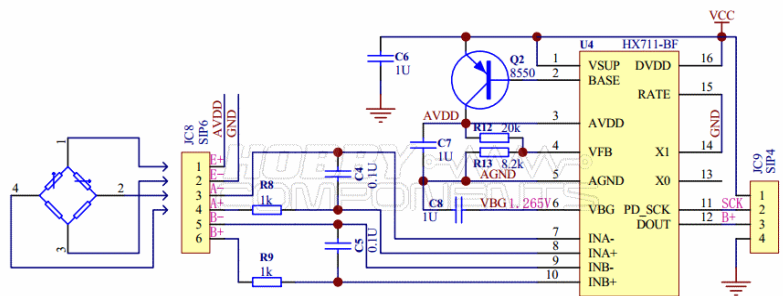 VCC
U4 HX711-BF
C6
1U
Q2
8550
1 VSUP DVDD 16
2 BASE
RATE 15
JC8
SIP6
AVDD
GND
AVDD
R12 20k
3 AVDD
GND
C7
1U
R13 8.2k
4 VFB X1 14
AGND
5 AGND X0 13
JC9
SIP4
1
4 2
3
E+ 1
E- 2
A- 3
A+ 4
B- 5
B+ 6
HOBBY
COMPONENTS
C4
0.1U
R8
1k
C8
1U
VBG 1.265V 6 VBG PD_SCK 11 SCK
DOUT 12 B+
1
2
3
4
C5
0.1U
7 INA-
8 INA+
9 INB-
10 INB+
R9
1k